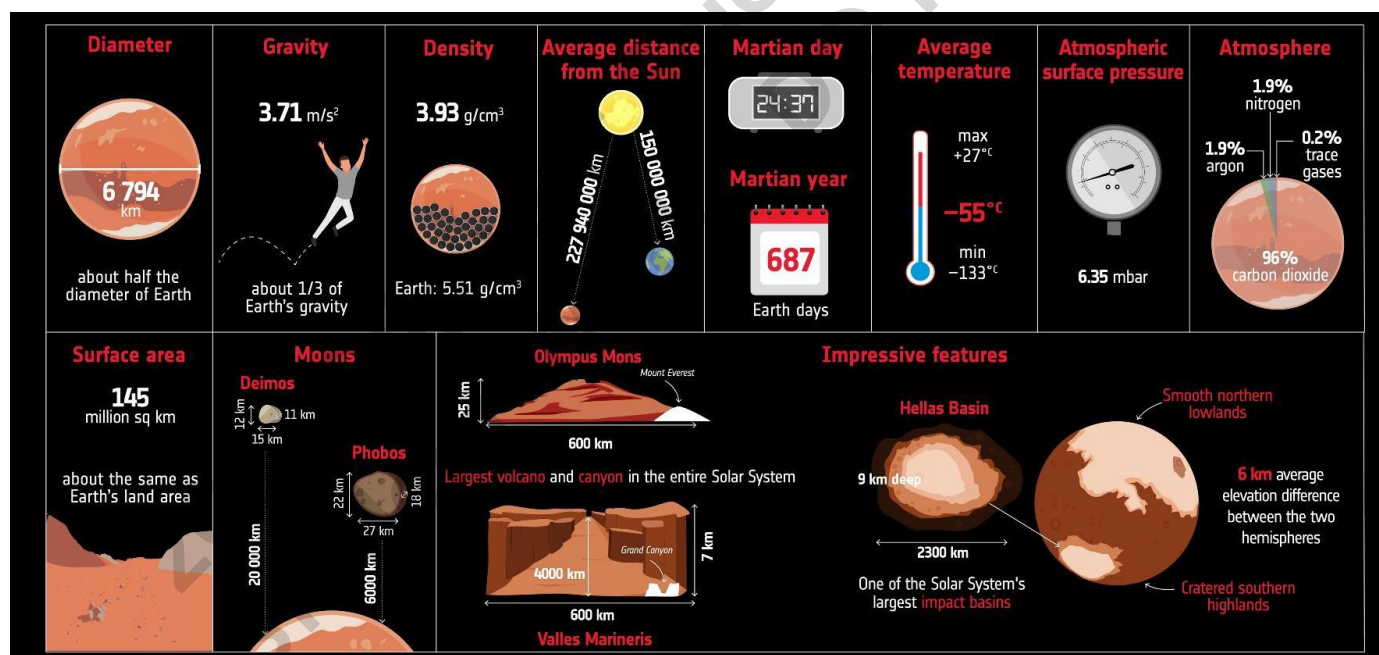 Diameter
6 794
km
about half the
diameter of Earth
Gravity
3.71 m/s²
about 1/3 of
Earth's gravity
Density
3.93 g/cm³
Earth: 5.51 g/cm³
Average distance
from the Sun
227 940 000 km
150 000 000 km
Martian day
24:37
Martian year
687
Earth days
Average
temperature
max
+27°C
−55°C
min
−133°C
Atmospheric
surface pressure
6.35 mbar
Atmosphere
1.9%
nitrogen
1.9%
argon
0.2%
trace
gases
96%
carbon dioxide
Surface area
145
million sq km
about the same as
Earth's land area
Moons
Deimos
12 km
11 km
15 km
20 000 km
Phobos
22 km
18 km
27 km
6000 km
Impressive features
Olympus Mons
Mount Everest
25 km
600 km
Largest volcano and canyon in the entire Solar System
Grand Canyon
4000 km
7 km
600 km
Valles Marineris
Hellas Basin
9 km deep
2300 km
One of the Solar System's
largest impact basins
Smooth northern
lowlands
6 km average
elevation difference
between the two
hemispheres
Cratered southern
highlands